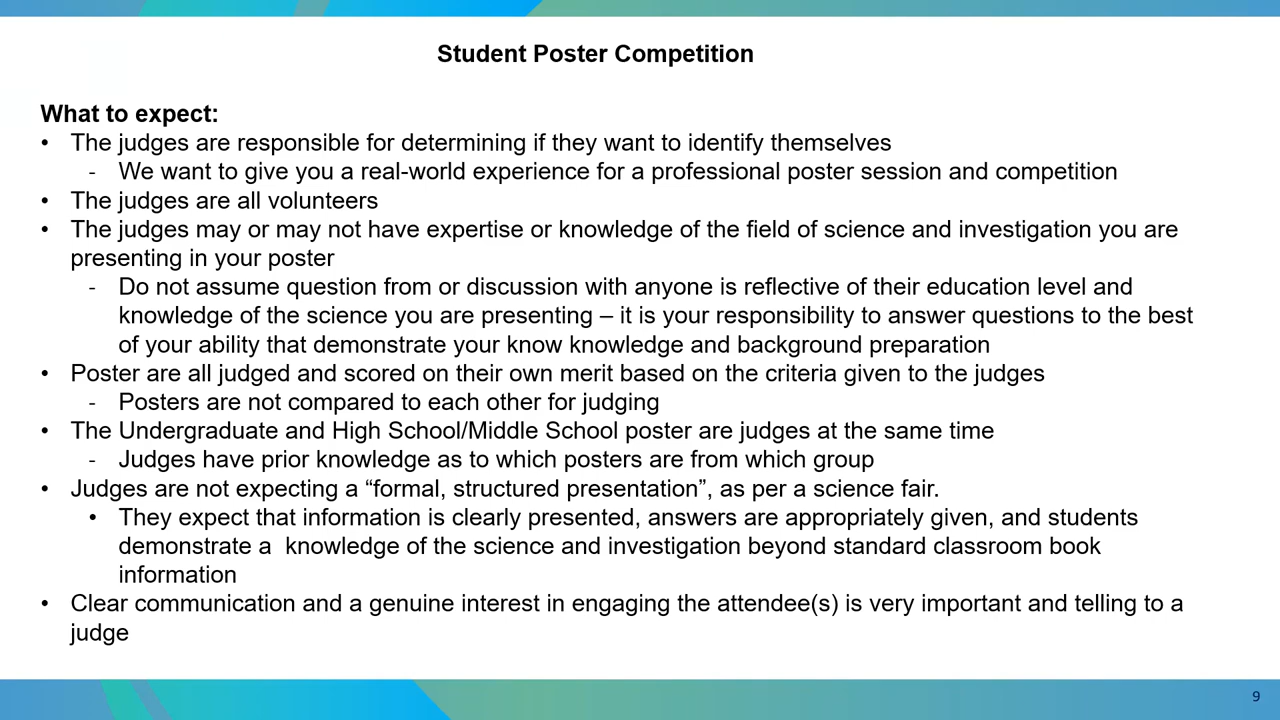 Student Poster Competition
What to expect:
• The judges are responsible for determining if they want to identify themselves
- We want to give you a real-world experience for a professional poster session and competition
• The judges are all volunteers
• The judges may or may not have expertise or knowledge of the field of science and investigation you are
presenting in your poster
- Do not assume question from or discussion with anyone is reflective of their education level and
knowledge of the science you are presenting – it is your responsibility to answer questions to the best
of your ability that demonstrate your know knowledge and background preparation
• Poster are all judged and scored on their own merit based on the criteria given to the judges
- Posters are not compared to each other for judging
• The Undergraduate and High School/Middle School poster are judges at the same time
- Judges have prior knowledge as to which posters are from which group
• Judges are not expecting a “formal, structured presentation”, as per a science fair.
• They expect that information is clearly presented, answers are appropriately given, and students
demonstrate a  knowledge of the science and investigation beyond standard classroom book
information
• Clear communication and a genuine interest in engaging the attendee(s) is very important and telling to a
judge
9